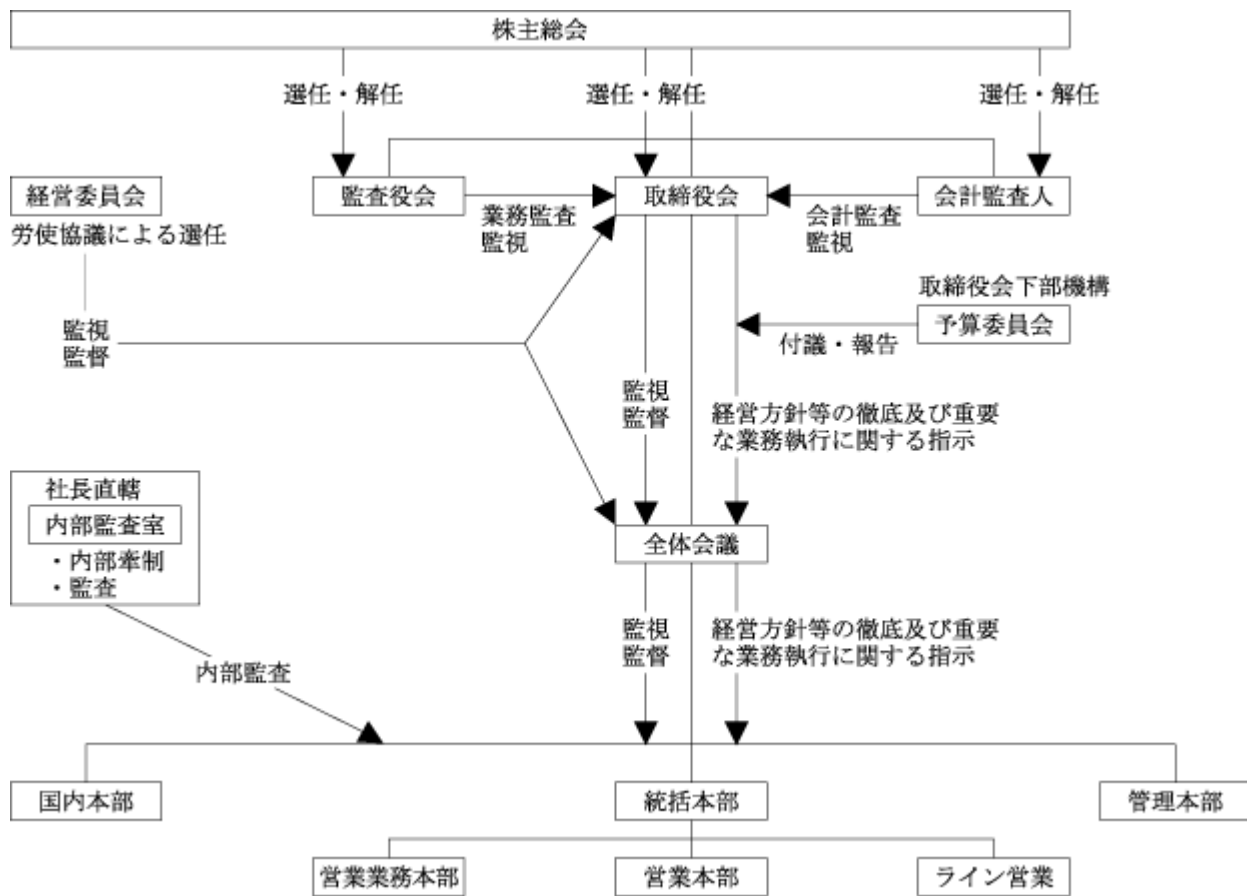 株主総会
選任・解任
選任・解任
選任・解任
経営委員会
監査役会
取締役会
会計監査人
労使協議による選任
業務監査
監視
会計監査
監視
取締役会下部機構
予算委員会
付議・報告
監視
監督
監視
監督
経営方針等の徹底及び重要
な業務執行に関する指示
社長直轄
内部監査室
・内部牽制
・監査
全体会議
監視
監督
経営方針等の徹底及び重要
な業務執行に関する指示
内部監査
国内本部
統括本部
管理本部
営業業務本部
営業本部
ライン営業